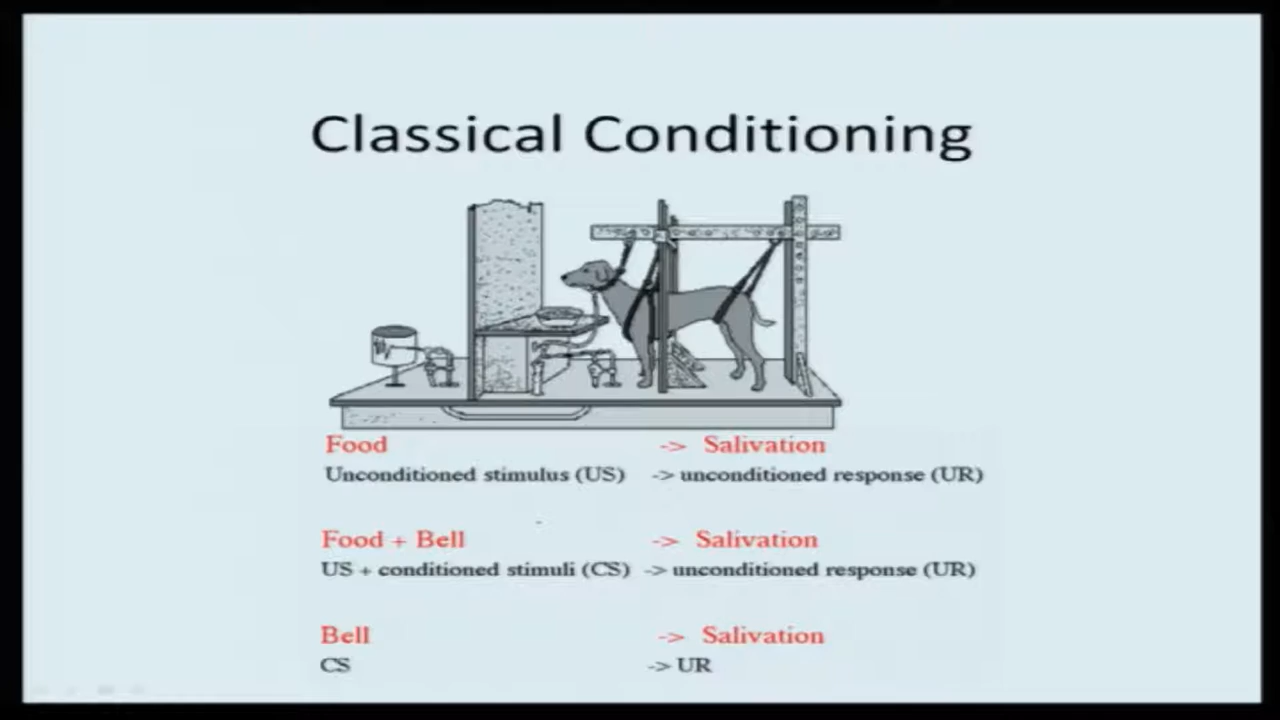 Classical Conditioning
Food -> Salivation
Unconditioned stimulus (US) -> unconditioned response (UR)
Food + Bell -> Salivation
US + conditioned stimuli (CS) -> unconditioned response (UR)
Bell -> Salivation
CS -> UR